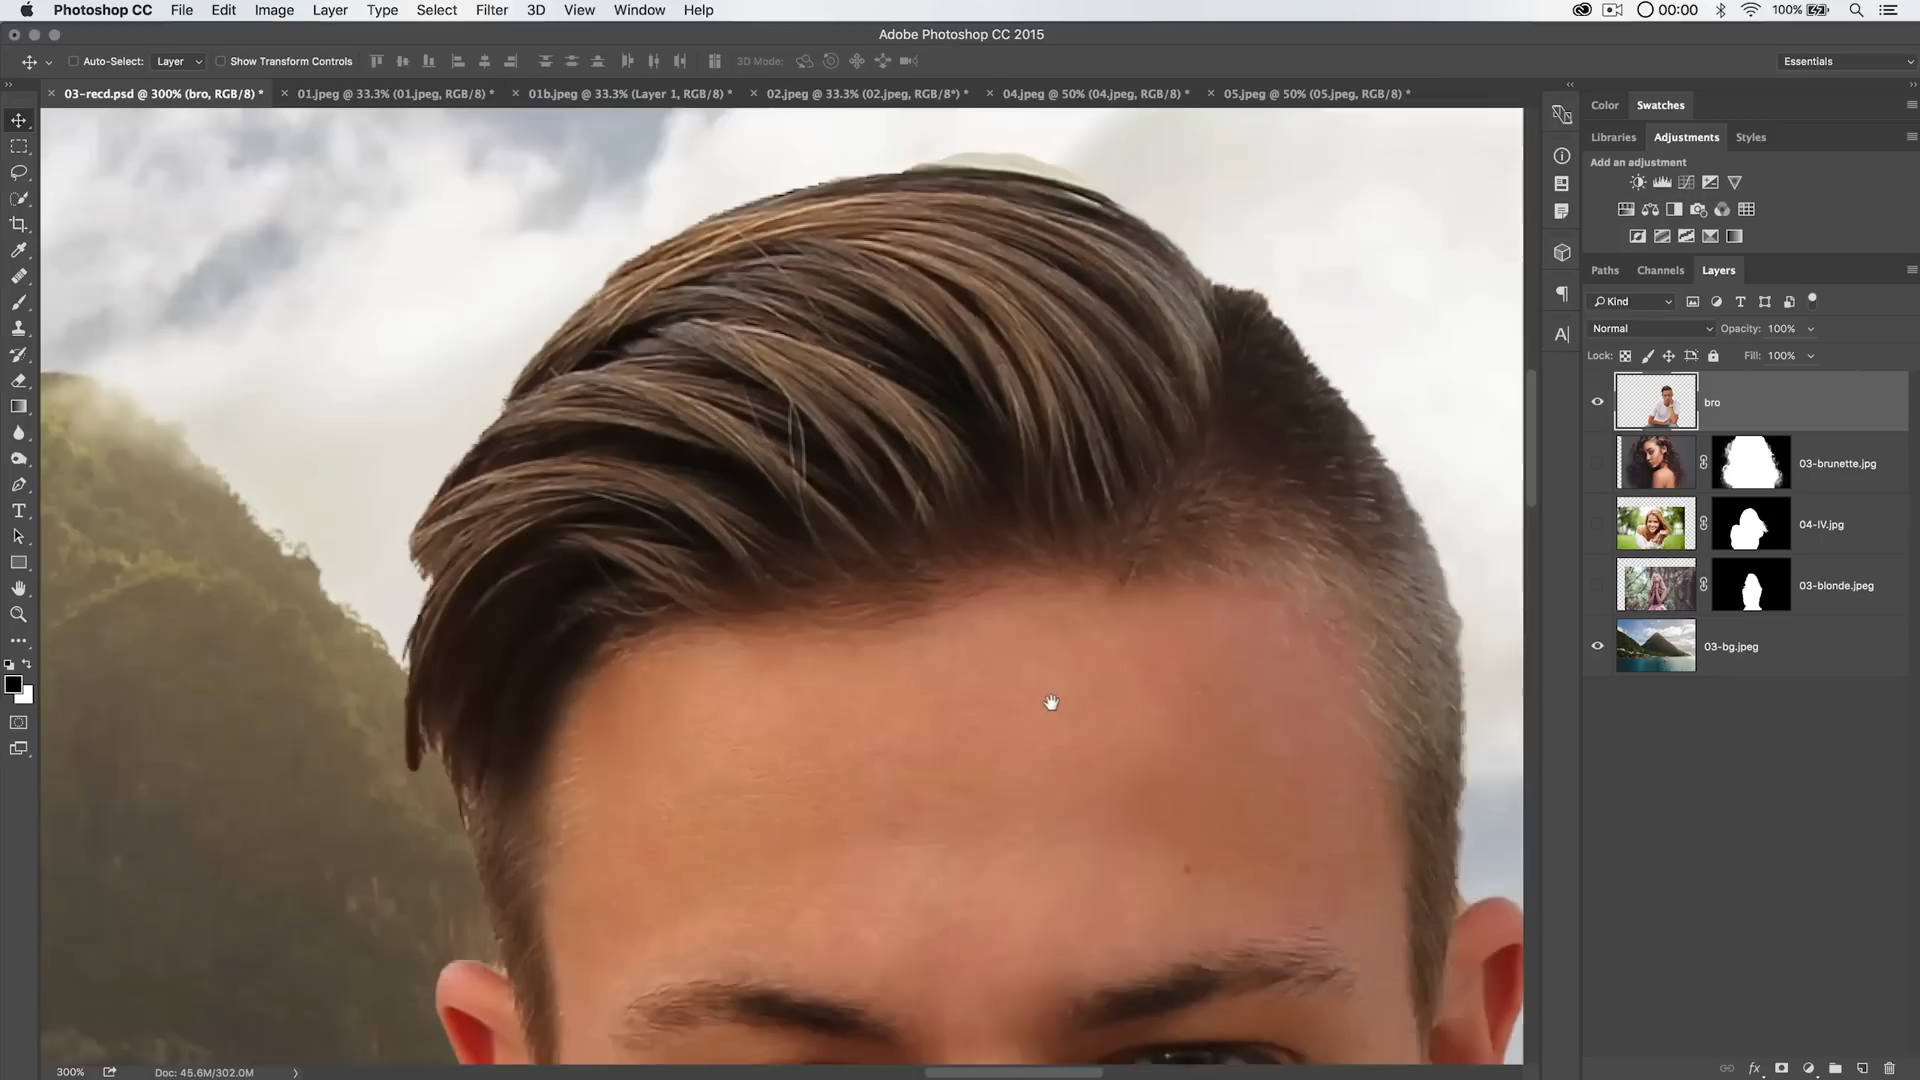 Photoshop CC File Edit Image Layer Type Select Filter 3D View Window Help 00:00 100%
Adobe Photoshop CC 2015
Auto-Select: Layer Show Transform Controls 3D Mode: Essentials
03-recd.psd @ 300% (bro, RGB/8) * 01.jpeg @ 33.3% (01.jpeg, RGB/8) * 01b.jpeg @ 33.3% (Layer 1, RGB/8) * 02.jpeg @ 33.3% (02.jpeg, RGB/8*) * 04.jpeg @ 50% (04.jpeg, RGB/8) * 05.jpeg @ 50% (05.jpeg, RGB/8) *
Color Swatches
Libraries Adjustments Styles
Add an adjustment
Paths Channels Layers
Kind
Normal Opacity: 100%
Lock: Fill: 100%
bro
03-brunette.jpg
04-IV.jpg
03-blonde.jpeg
03-bg.jpeg
300% Doc: 45.6M/302.0M
fx